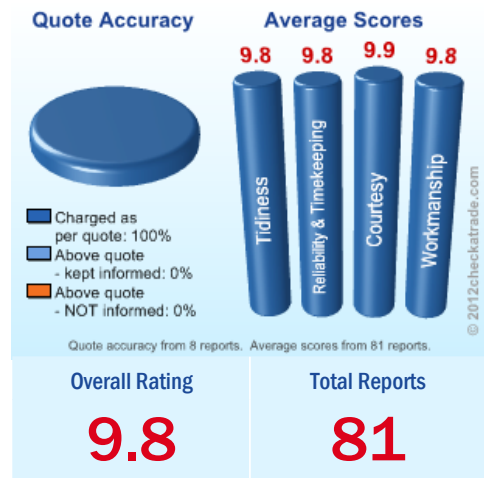 Quote Accuracy
Charged as
per quote: 100%
Above quote
- kept informed: 0%
Above quote
- NOT informed: 0%
Average Scores
9.8 9.8 9.9 9.8
Tidiness
Reliability & Timekeeping
Courtesy
Workmanship
© 2012checkatrade.com
Quote accuracy from 8 reports. Average scores from 81 reports.
Overall Rating
9.8
Total Reports
81